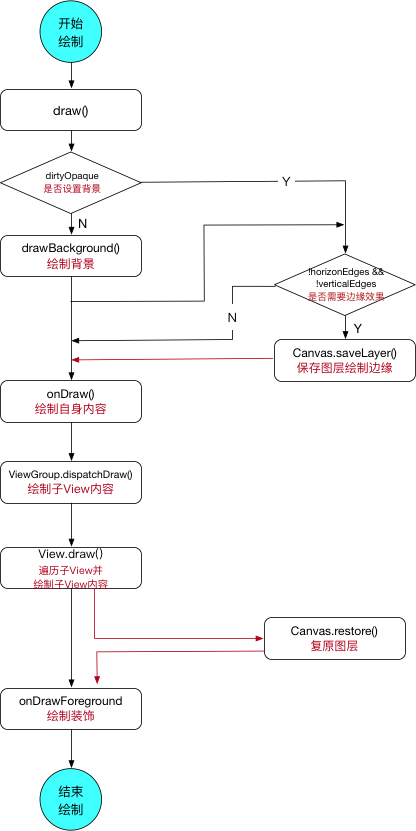 开始
绘制
draw()
dirtyOpaque
是否设置背景
Y
N
drawBackground()
绘制背景
!horizonEdges &&
!verticalEdges
是否需要边缘效果
N
Y
Canvas.saveLayer()
保存图层绘制边缘
onDraw()
绘制自身内容
ViewGroup.dispatchDraw()
绘制子View内容
View.draw()
遍历子View并
绘制子View内容
Canvas.restore()
复原图层
onDrawForeground
绘制装饰
结束
绘制